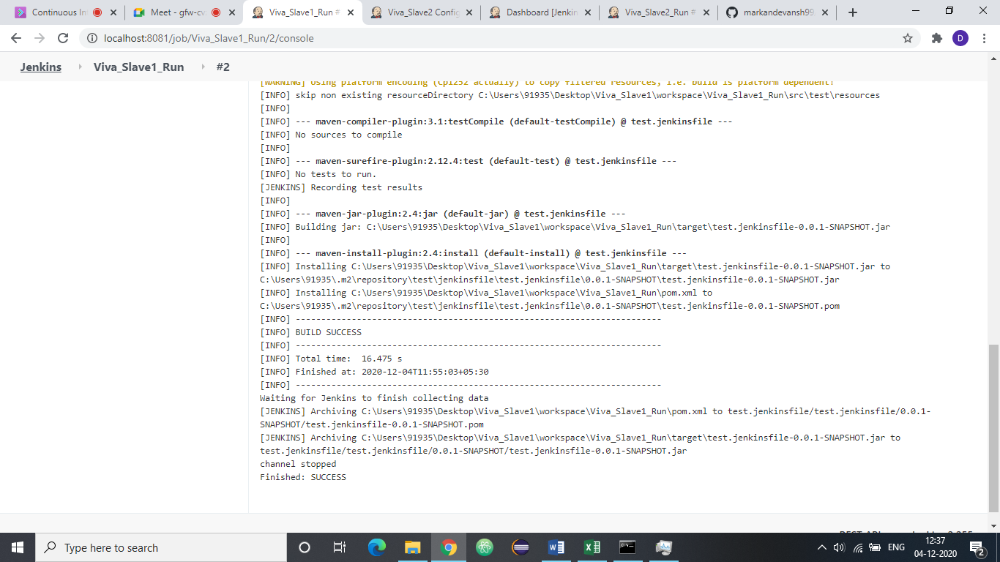 Continuous In
Meet - gfw-cv
Viva_Slave1_Run #
Viva_Slave2 Config
Dashboard [Jenkin
Viva_Slave2_Run #
markandevansh99
localhost:8081/job/Viva_Slave1_Run/2/console
D
Jenkins
Viva_Slave1_Run
#2
[WARNING] Using platform encoding (Cp1252 actually) to copy filtered resources, i.e. build is platform dependent!
[INFO] skip non existing resourceDirectory C:\Users\91935\Desktop\Viva_Slave1\workspace\Viva_Slave1_Run\src\test\resources
[INFO]
[INFO] --- maven-compiler-plugin:3.1:testCompile (default-testCompile) @ test.jenkinsfile ---
[INFO] No sources to compile
[INFO]
[INFO] --- maven-surefire-plugin:2.12.4:test (default-test) @ test.jenkinsfile ---
[INFO] No tests to run.
[JENKINS] Recording test results
[INFO]
[INFO] --- maven-jar-plugin:2.4:jar (default-jar) @ test.jenkinsfile ---
[INFO] Building jar: C:\Users\91935\Desktop\Viva_Slave1\workspace\Viva_Slave1_Run\target\test.jenkinsfile-0.0.1-SNAPSHOT.jar
[INFO]
[INFO] --- maven-install-plugin:2.4:install (default-install) @ test.jenkinsfile ---
[INFO] Installing C:\Users\91935\Desktop\Viva_Slave1\workspace\Viva_Slave1_Run\target\test.jenkinsfile-0.0.1-SNAPSHOT.jar to
C:\Users\91935\.m2\repository\test\jenkinsfile\test.jenkinsfile\0.0.1-SNAPSHOT\test.jenkinsfile-0.0.1-SNAPSHOT.jar
[INFO] Installing C:\Users\91935\Desktop\Viva_Slave1\workspace\Viva_Slave1_Run\pom.xml to
C:\Users\91935\.m2\repository\test\jenkinsfile\test.jenkinsfile\0.0.1-SNAPSHOT\test.jenkinsfile-0.0.1-SNAPSHOT.pom
[INFO] ------------------------------------------------------------------------
[INFO] BUILD SUCCESS
[INFO] ------------------------------------------------------------------------
[INFO] Total time:  16.475 s
[INFO] Finished at: 2020-12-04T11:55:03+05:30
[INFO] ------------------------------------------------------------------------
Waiting for Jenkins to finish collecting data
[JENKINS] Archiving C:\Users\91935\Desktop\Viva_Slave1\workspace\Viva_Slave1_Run\pom.xml to test.jenkinsfile/test.jenkinsfile/0.0.1-
SNAPSHOT/test.jenkinsfile-0.0.1-SNAPSHOT.pom
[JENKINS] Archiving C:\Users\91935\Desktop\Viva_Slave1\workspace\Viva_Slave1_Run\target\test.jenkinsfile-0.0.1-SNAPSHOT.jar to
test.jenkinsfile/test.jenkinsfile/0.0.1-SNAPSHOT/test.jenkinsfile-0.0.1-SNAPSHOT.jar
channel stopped
Finished: SUCCESS
Type here to search
ENG
12:37
04-12-2020
2